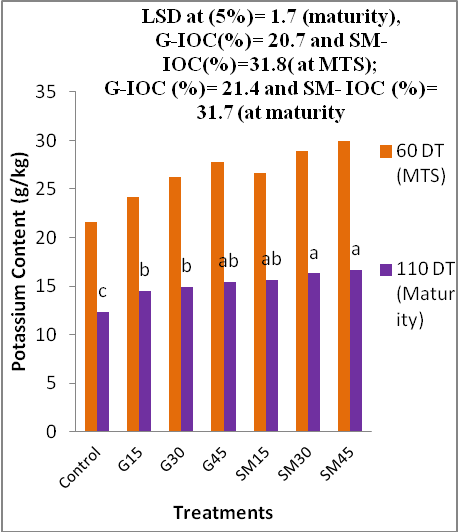 LSD at (5%)= 1.7 (maturity),
G-IOC(%)= 20.7 and SM-
IOC(%)=31.8( at MTS);
G-IOC (%)= 21.4 and SM- IOC (%)=
31.7 (at maturity
35
30
25
20
15
10
5
0
Potassium Content (g/kg)
c
b
b
ab
ab
a
a
Control
G15
G30
G45
SM15
SM30
SM45
Treatments
60 DT
(MTS)
110 DT
(Matur
ity)